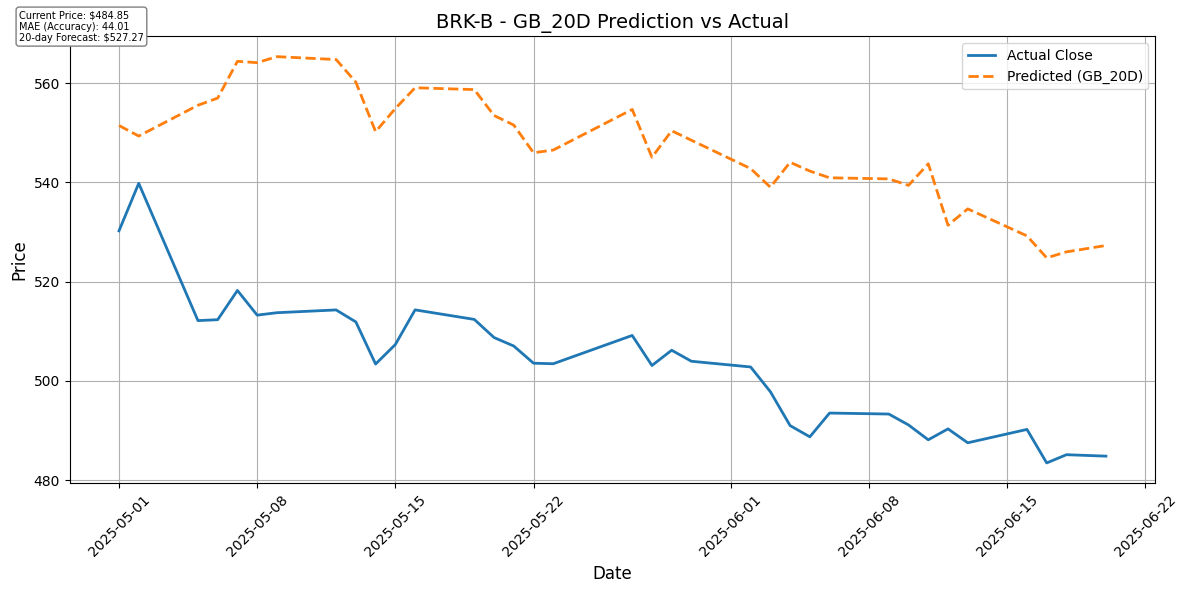 BRK-B - GB_20D Prediction vs Actual
Current Price: $484.85
MAE (Accuracy): 44.01
20-day Forecast: $527.27
Actual Close
Predicted (GB_20D)
Price
560
540
520
500
480
2025-05-01
2025-05-08
2025-05-15
2025-05-22
2025-06-01
2025-06-08
2025-06-15
2025-06-22
Date